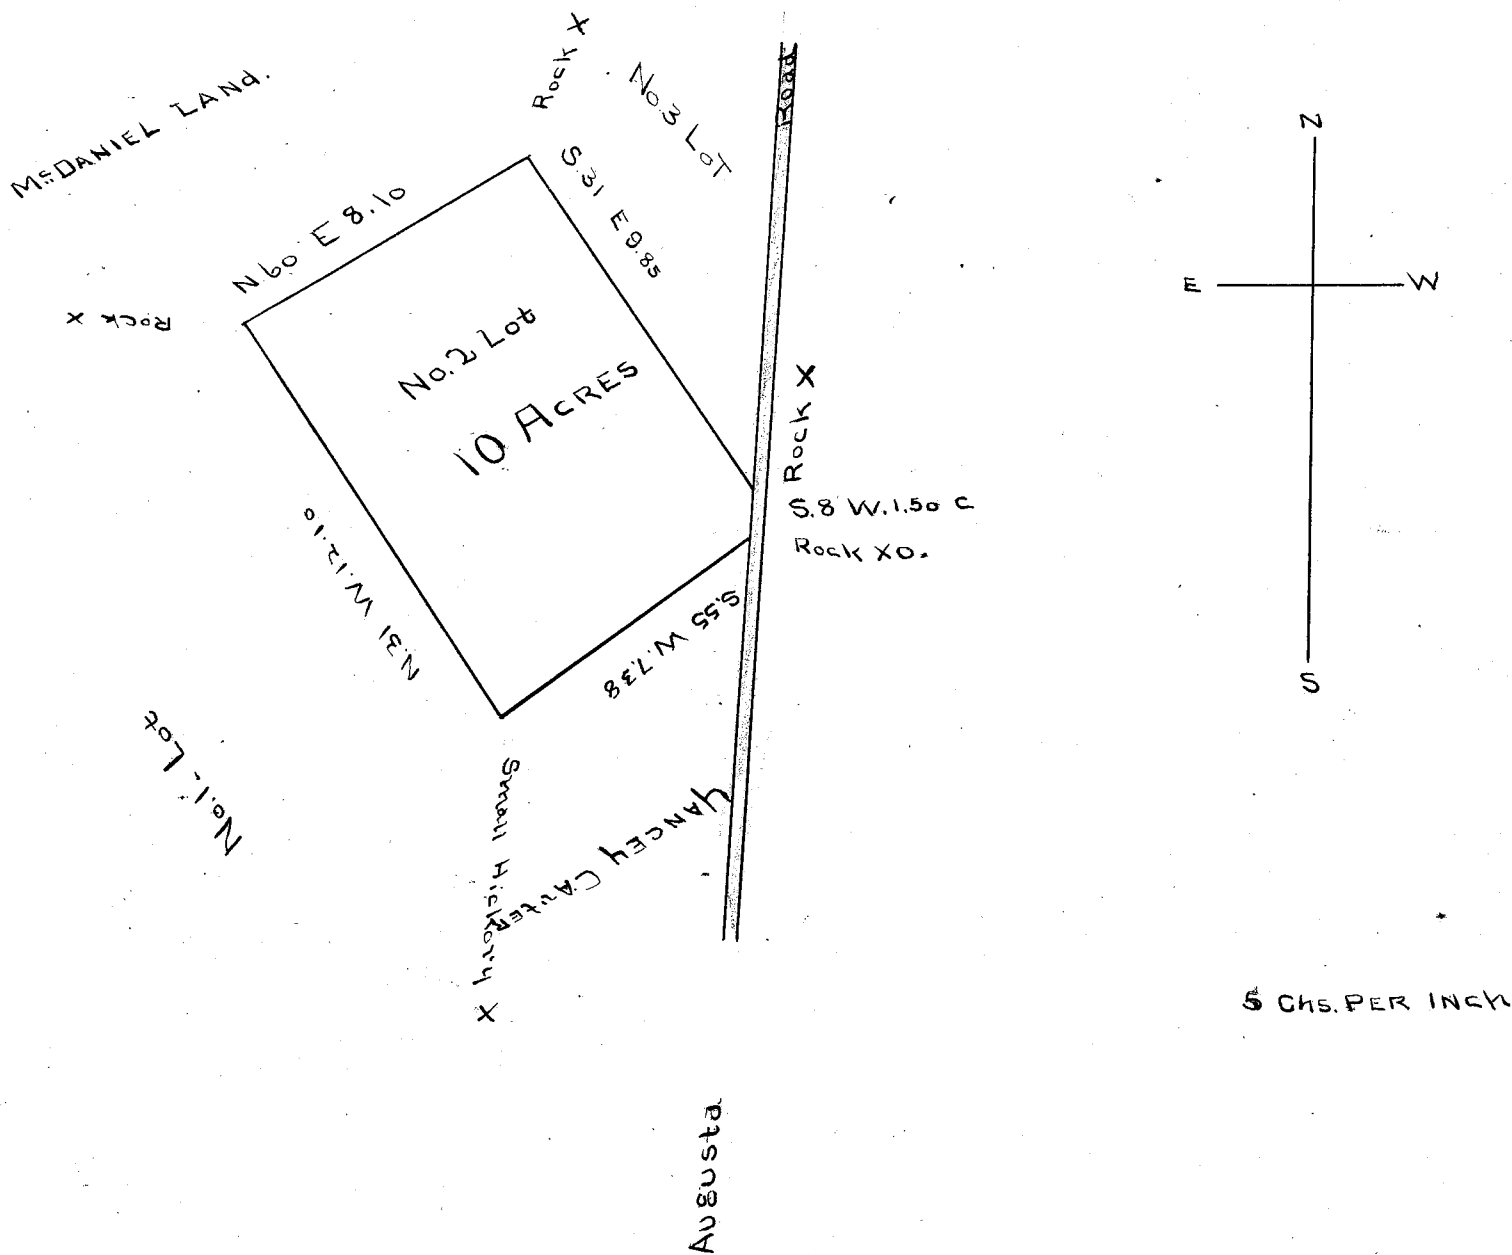 McDANIEL LANd.
Rock X
No.3 LoT
Road
N
N.60 E 8.10
S.31 E 9.85
E
W
Rock X
No.2 Lot
10 ACRES
Rock X
S.8 W.1.50 C
Rock XO.
N.31 W.12.10
S.55 W.7.38
S
No.1. Lot
Small Hickory X
YANCEY CARTER
5 Chs. PER INCh
Augusta